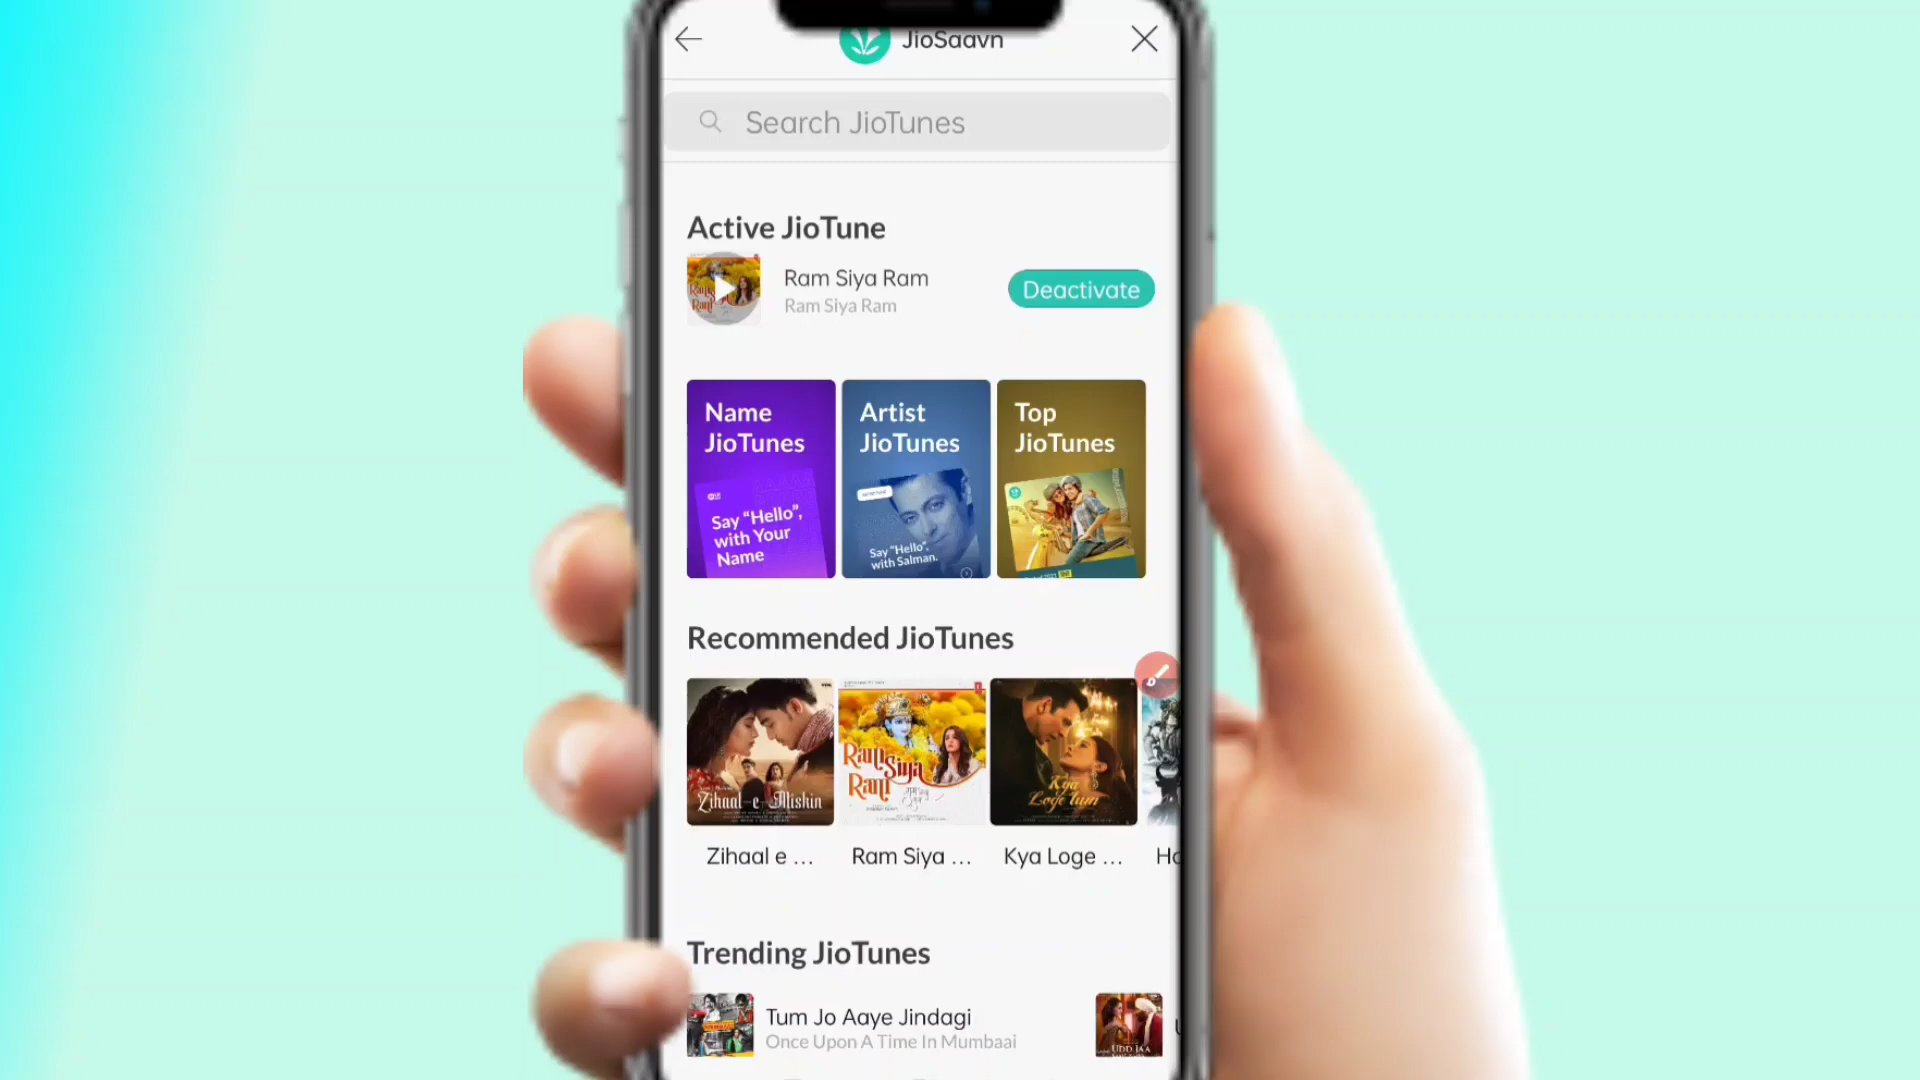 JioSaavn
Search JioTunes
Active JioTune
Ram Siya Ram
Ram Siya Ram
Deactivate
Name
JioTunes
Say “Hello”,
with Your
Name
Artist
JioTunes
Say “Hello”,
with Salman.
Top
JioTunes
Recommended JioTunes
Zihaal-e-Miskin
Ram Siya
Ram
Kya
Loge Tum
Zihaal e ...
Ram Siya ...
Kya Loge ...
Trending JioTunes
Tum Jo Aaye Jindagi
Once Upon A Time In Mumbaai
UDD JAA